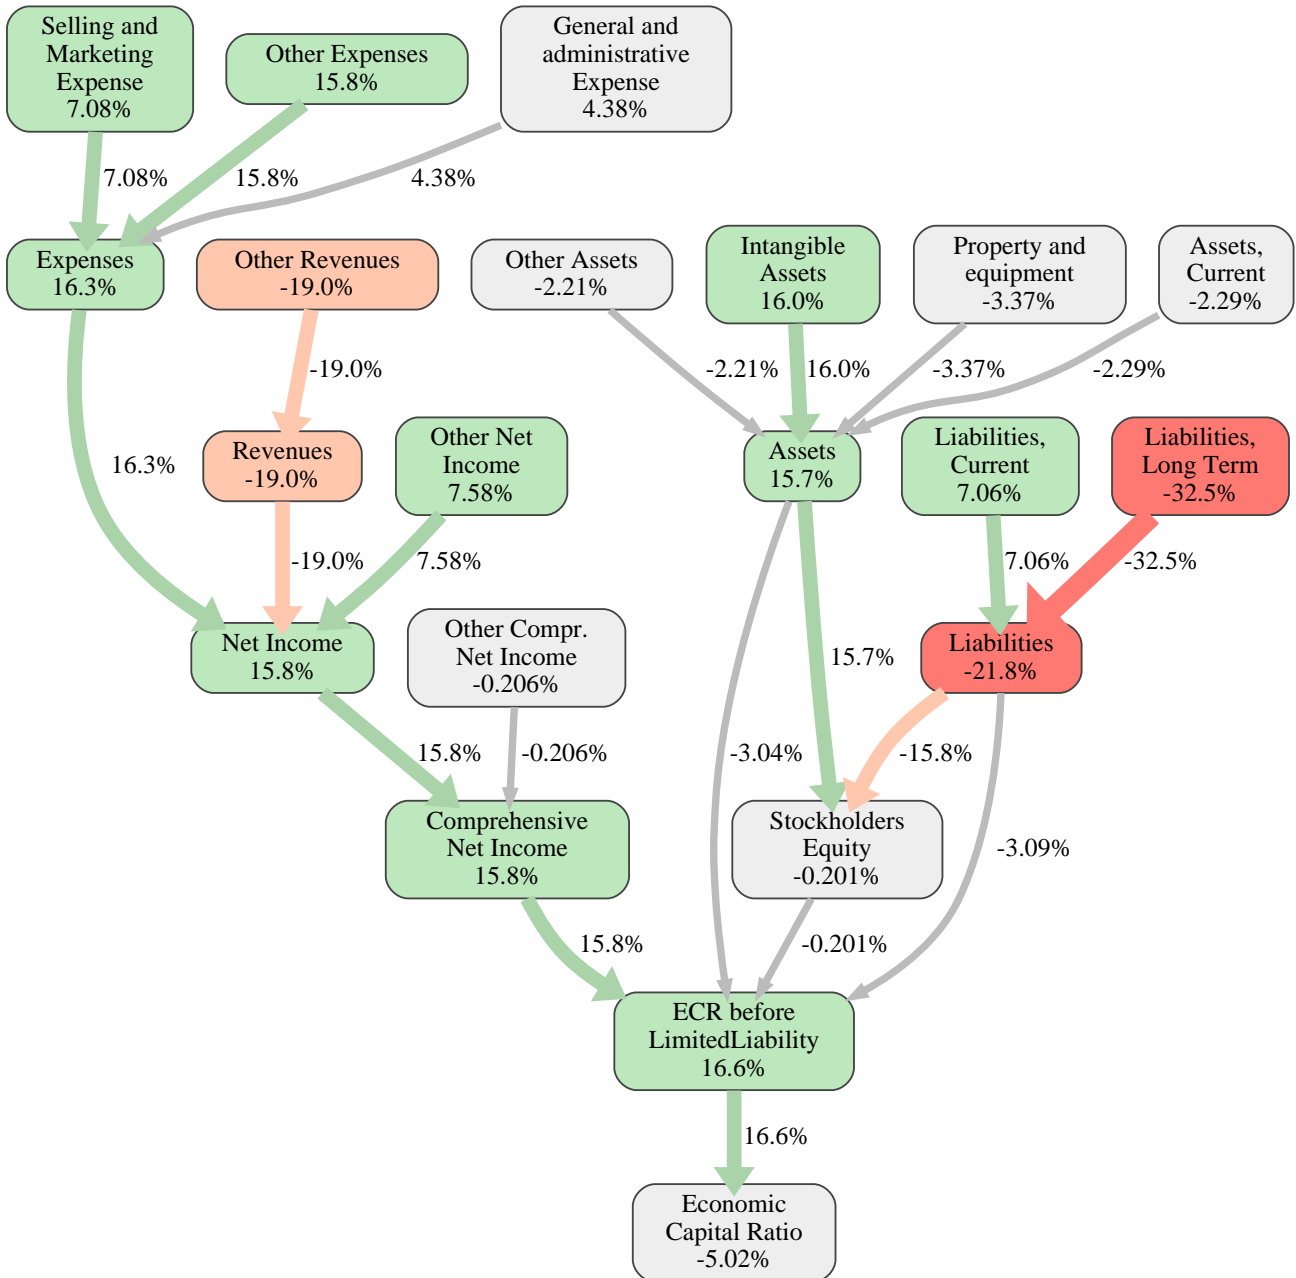 Selling and
Marketing
Expense
7.08%
Other Expenses
15.8%
General and
administrative
Expense
4.38%
7.08%
15.8%
4.38%
Expenses
16.3%
Other Revenues
-19.0%
Other Assets
-2.21%
Intangible
Assets
16.0%
Property and
equipment
-3.37%
Assets,
Current
-2.29%
-19.0%
-2.21%
16.0%
-3.37%
-2.29%
16.3%
Revenues
-19.0%
Other Net
Income
7.58%
Assets
15.7%
Liabilities,
Current
7.06%
Liabilities,
Long Term
-32.5%
-19.0%
7.58%
7.06%
-32.5%
Net Income
15.8%
Other Compr.
Net Income
-0.206%
15.7%
Liabilities
-21.8%
15.8%
-0.206%
-3.04%
-15.8%
Comprehensive
Net Income
15.8%
Stockholders
Equity
-0.201%
-3.09%
15.8%
-0.201%
ECR before
LimitedLiability
16.6%
16.6%
Economic
Capital Ratio
-5.02%